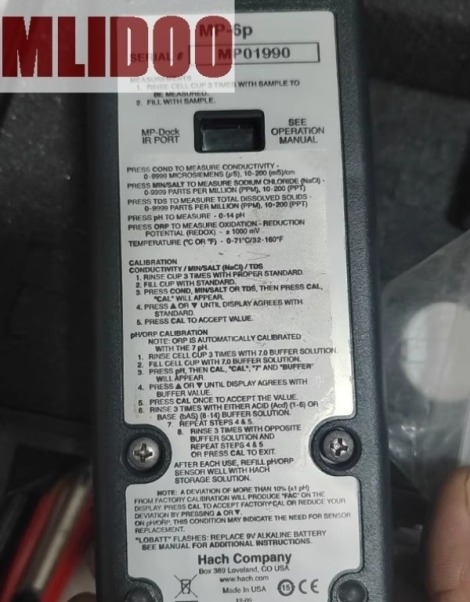 MLIDOO
MP-6p
SERIAL # MP01990
MEASUREMENTS
1. RINSE CELL CUP 3 TIMES WITH SAMPLE TO
BE MEASURED.
2. FILL WITH SAMPLE.
MP-Dock
IR PORT
SEE
OPERATION
MANUAL
PRESS COND TO MEASURE CONDUCTIVITY -
0-9999 MICROSIEMENS (µS), 10-200 (mS)/cm
PRESS MIN/SALT TO MEASURE SODIUM CHLORIDE (NaCl) -
0-9999 PARTS PER MILLION (PPM), 10-200 (PPT)
PRESS TDS TO MEASURE TOTAL DISSOLVED SOLIDS -
0-9999 PARTS PER MILLION (PPM), 10-200 (PPT)
PRESS pH TO MEASURE - 0-14 pH
PRESS ORP TO MEASURE OXIDATION - REDUCTION
POTENTIAL (REDOX) - ± 1000 mV
TEMPERATURE (°C OR °F) - 0-71°C/32-160°F
CALIBRATION
CONDUCTIVITY / MIN/SALT (NaCl) / TDS
1. RINSE CELL CUP 3 TIMES WITH PROPER STANDARD.
2. FILL CUP WITH STANDARD.
3. PRESS COND, MIN/SALT OR TDS, THEN PRESS CAL,
"CAL" WILL APPEAR.
4. PRESS ▲ OR ▼ UNTIL DISPLAY AGREES WITH
STANDARD.
5. PRESS CAL TO ACCEPT VALUE.
pH/ORP CALIBRATION
NOTE: ORP IS AUTOMATICALLY CALIBRATED
WITH THE 7 pH.
1. RINSE CELL CUP 3 TIMES WITH 7.0 BUFFER SOLUTION.
2. FILL CELL CUP WITH 7.0 BUFFER SOLUTION.
3. PRESS pH, THEN CAL, "CAL", "7" AND "BUFFER"
WILL APPEAR.
4. PRESS ▲ OR ▼ UNTIL DISPLAY AGREES WITH
BUFFER VALUE.
5. PRESS CAL ONCE TO ACCEPT THE VALUE.
6. RINSE 3 TIMES WITH EITHER ACID (Acd) (1-6) OR
BASE (bAS) (8-14) BUFFER SOLUTION.
7. REPEAT STEPS 4 & 5.
8. RINSE 3 TIMES WITH OPPOSITE
BUFFER SOLUTION AND
REPEAT STEPS 4 & 5
OR PRESS CAL TO EXIT.
AFTER EACH USE, REFILL pH/ORP
SENSOR WELL WITH HACH
STORAGE SOLUTION.
NOTE: A DEVIATION OF MORE THAN 10% (±1 pH)
FROM FACTORY CALIBRATION WILL PRODUCE "FAC" ON THE
DISPLAY. PRESS CAL TO ACCEPT FACTORY CAL OR REDUCE YOUR
DEVIATION BY PRESSING ▲ OR ▼.
ON pH/ORP, THIS CONDITION MAY INDICATE THE NEED FOR SENSOR
REPLACEMENT.
"LOBATT" FLASHES: REPLACE 9V ALKALINE BATTERY
SEE MANUAL FOR ADDITIONAL INSTRUCTIONS.
Hach Company
Box 389 Loveland, CO USA
www.hach.com
Made In USA
15 CE